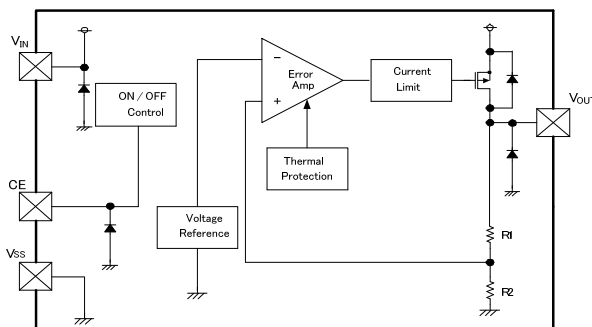 VIN
ON / OFF
Control
CE
VSS
Voltage
Reference
−
+
Error
Amp
Thermal
Protection
Current
Limit
VOUT
R1
R2